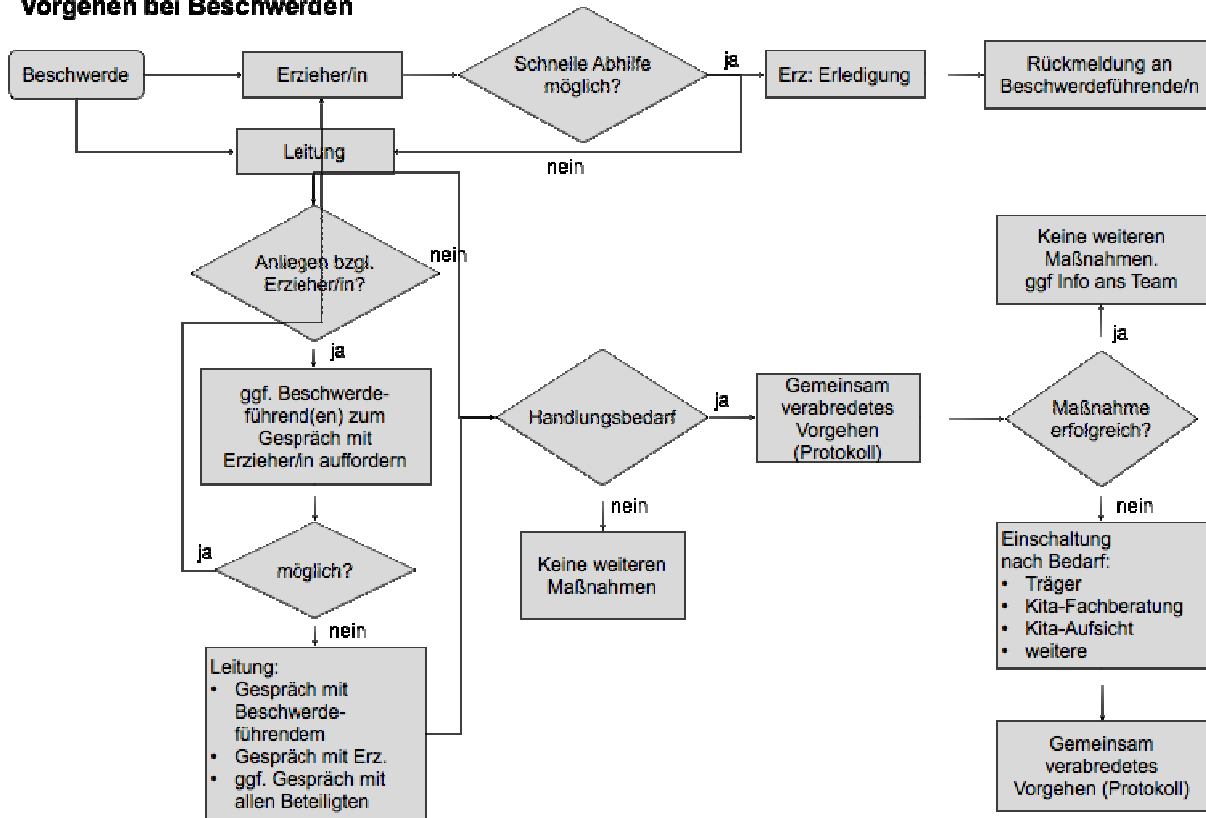 Vorgehen bei Beschwerden
Beschwerde
Erzieher/in
Schnelle Abhilfe
möglich?
ja
Erz: Erledigung
Rückmeldung an
Beschwerdeführende/n
Leitung
nein
Anliegen bzgl.
Erzieher/in?
nein
ja
ggf. Beschwerde-
führend(en) zum
Gespräch mit
Erzieher/in auffordern
möglich?
ja
nein
Leitung:
• Gespräch mit
Beschwerde-
führendem
• Gespräch mit Erz.
• ggf. Gespräch mit
allen Beteiligten
Handlungsbedarf
ja
nein
Keine weiteren
Maßnahmen
Gemeinsam
verabredetes
Vorgehen
(Protokoll)
Maßnahme
erfolgreich?
ja
Keine weiteren
Maßnahmen.
ggf Info ans Team
nein
Einschaltung
nach Bedarf:
• Träger
• Kita-Fachberatung
• Kita-Aufsicht
• weitere
Gemeinsam
verabredetes
Vorgehen (Protokoll)